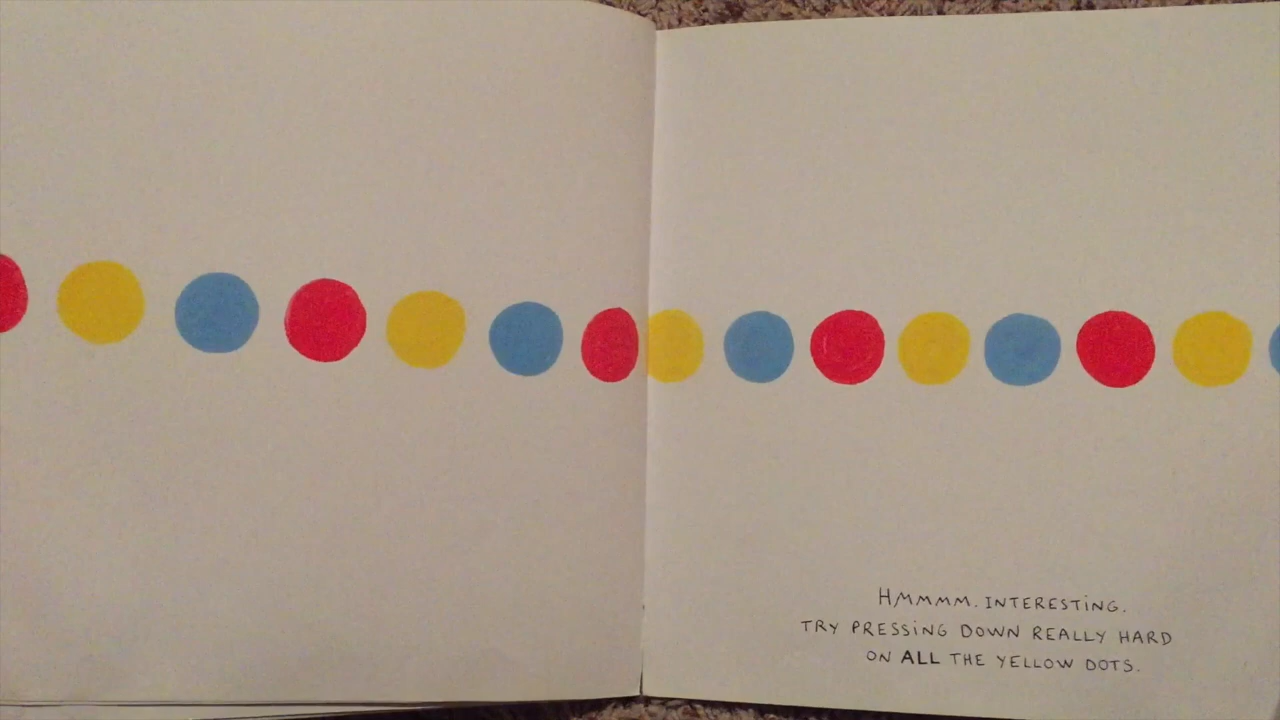 HMMMM. INTERESTING.
TRY PRESSING DOWN REALLY HARD
ON ALL THE YELLOW DOTS.